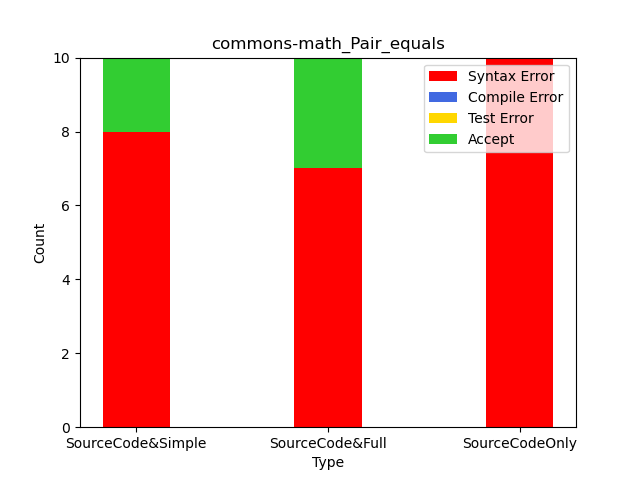 commons-math_Pair_equals
Syntax Error
Compile Error
Test Error
Accept
10
8
6
4
2
0
Count
SourceCode&Simple
SourceCode&Full
SourceCodeOnly
Type